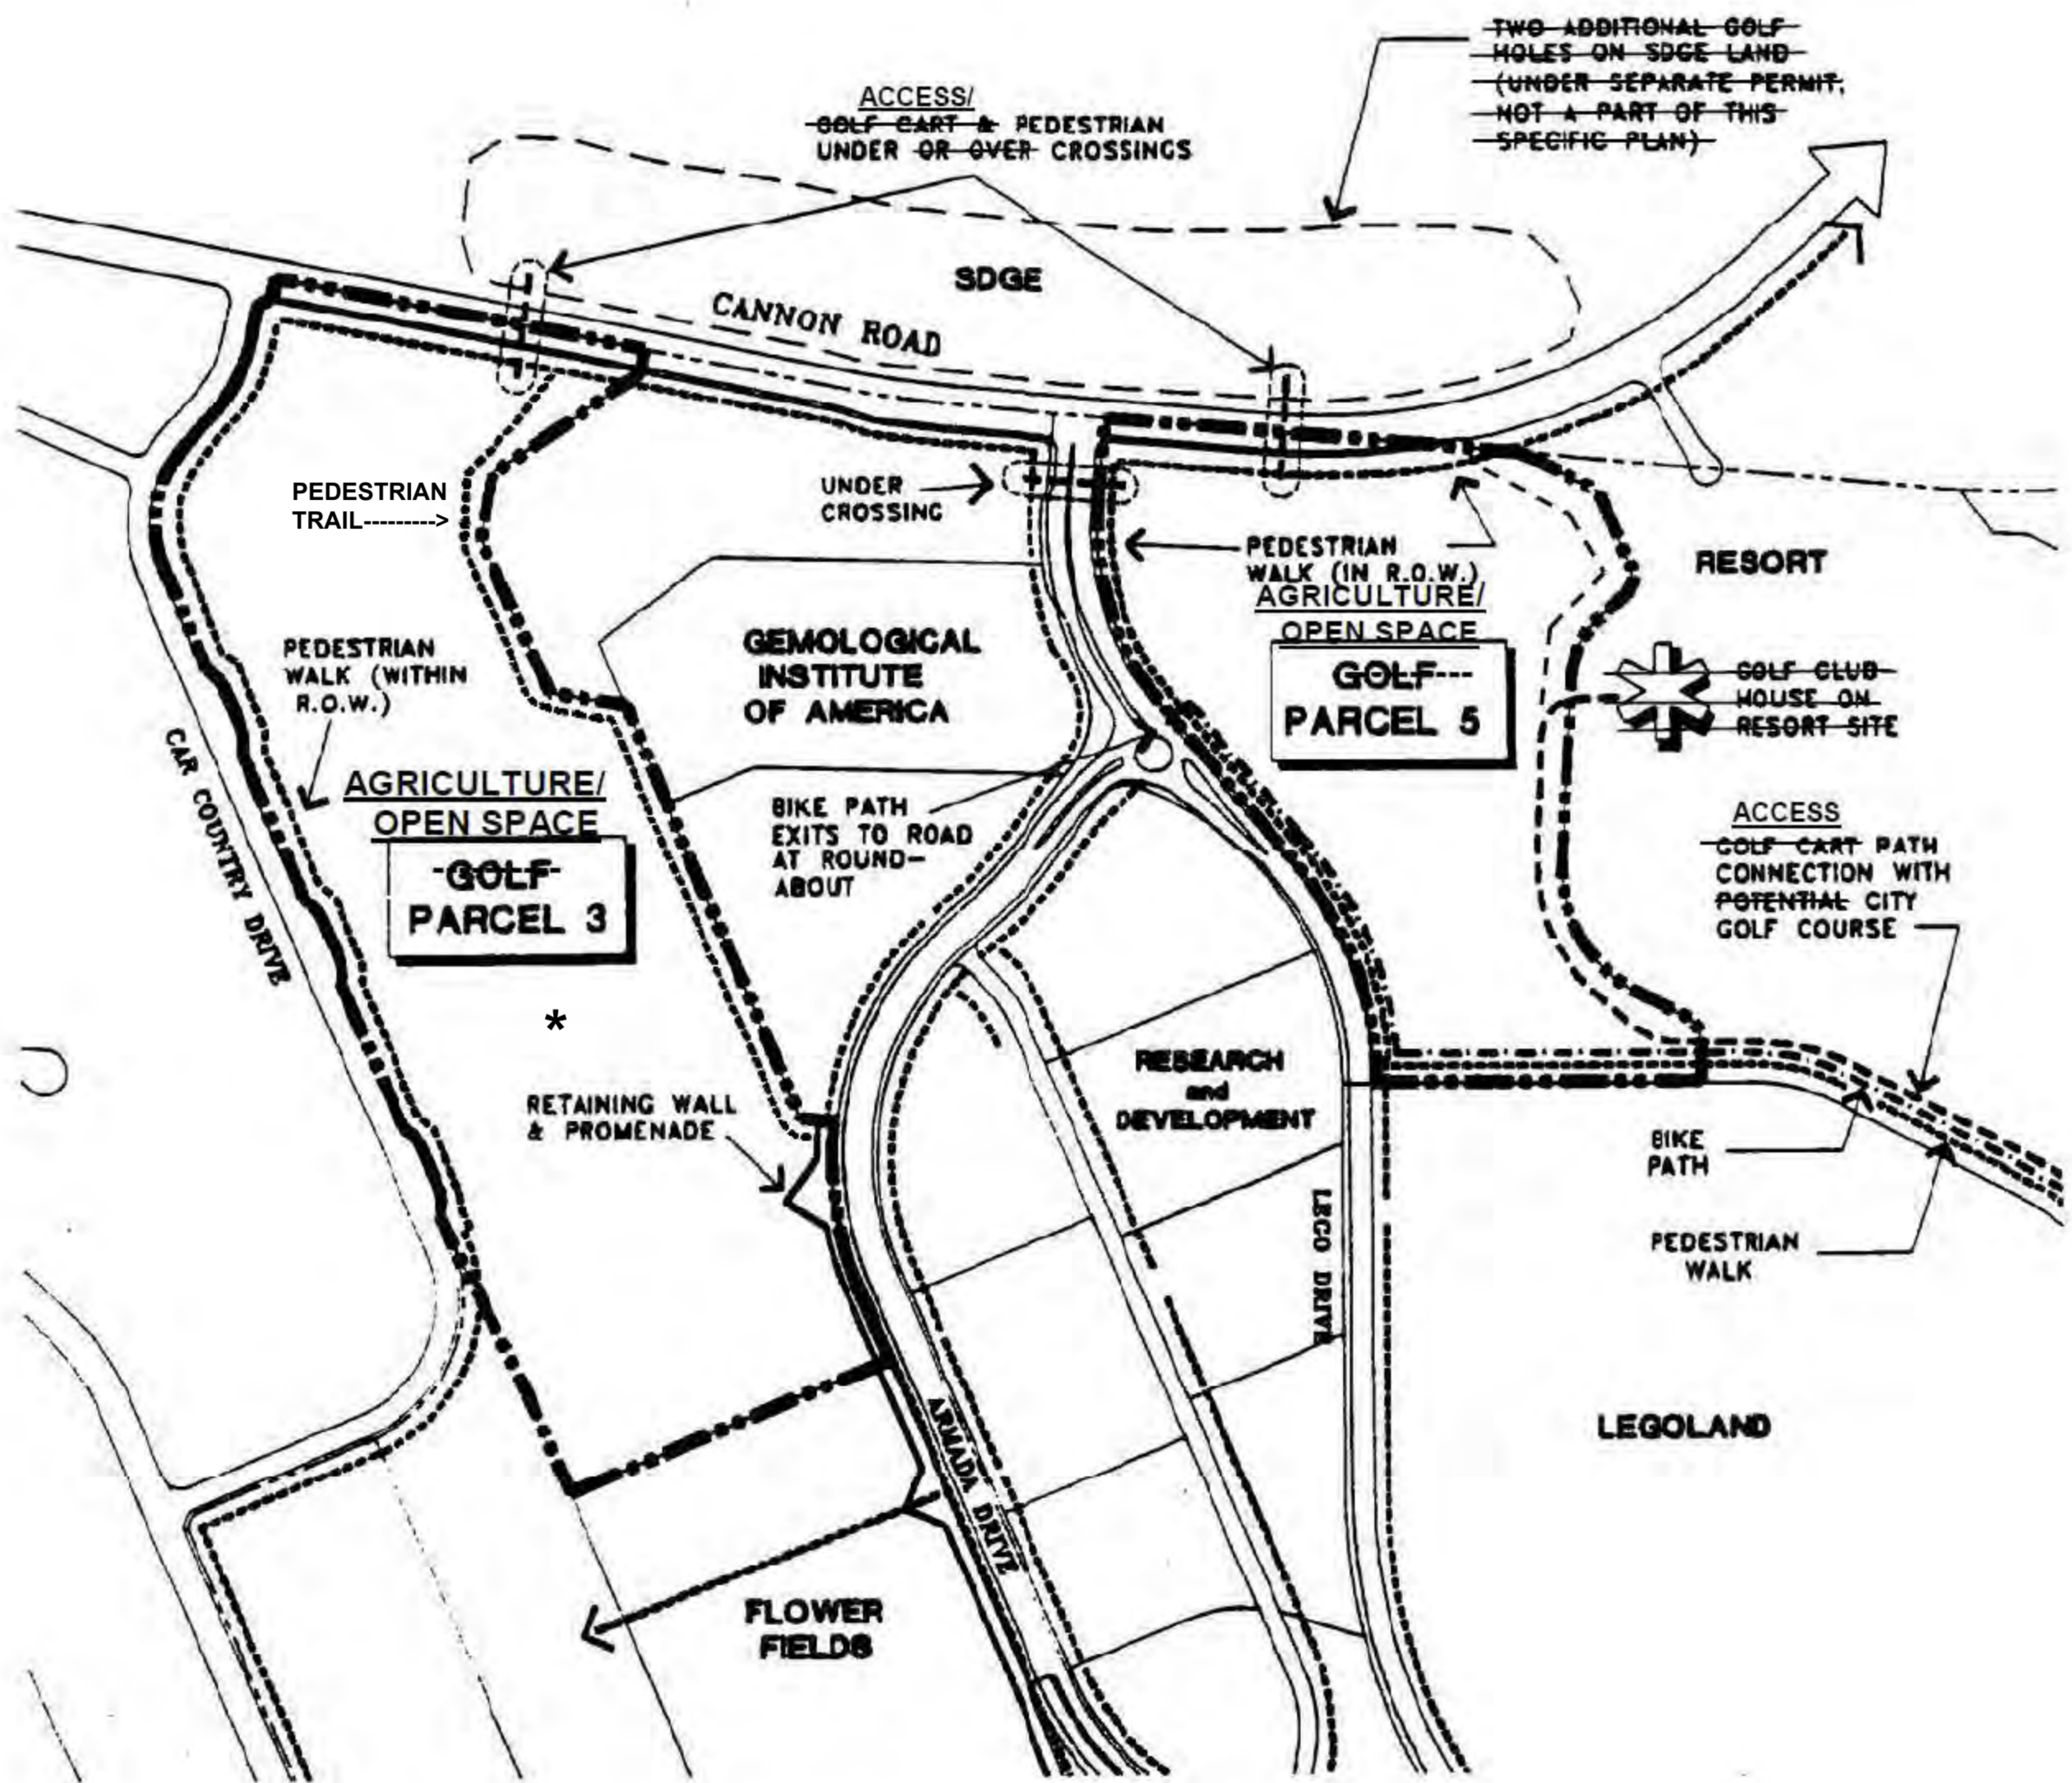 TWO ADDITIONAL GOLF
HOLES ON SDGE LAND
(UNDER SEPARATE PERMIT,
NOT A PART OF THIS
SPECIFIC PLAN)
ACCESS/
GOLF CART & PEDESTRIAN
UNDER OR OVER CROSSINGS
SDGE
CANNON ROAD
PEDESTRIAN
TRAIL--------->
UNDER
CROSSING
PEDESTRIAN
WALK (IN R.O.W.)
RESORT
AGRICULTURE/
OPEN SPACE
GOLF---
PARCEL 5
GEMOLOGICAL
INSTITUTE
OF AMERICA
PEDESTRIAN
WALK (WITHIN
R.O.W.)
GOLF CLUB
HOUSE ON
RESORT SITE
CAR COUNTRY DRIVE
AGRICULTURE/
OPEN SPACE
-GOLF-
PARCEL 3
*
BIKE PATH
EXITS TO ROAD
AT ROUND-
ABOUT
ACCESS
GOLF CART PATH
CONNECTION WITH
POTENTIAL CITY
GOLF COURSE
RESEARCH
and
DEVELOPMENT
RETAINING WALL
& PROMENADE
BIKE
PATH
LEGO DRIVE
PEDESTRIAN
WALK
LEGOLAND
ARMADA DRIVE
FLOWER
FIELDS